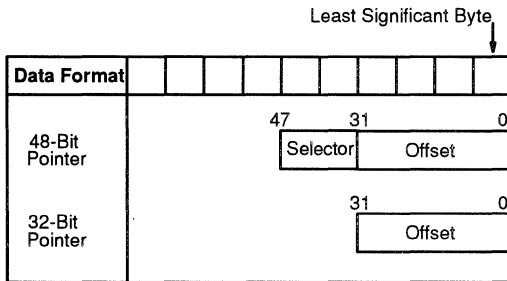 Least Significant Byte
Data Format
47 31 0
48-Bit
Pointer
Selector Offset
31 0
32-Bit
Pointer
Offset